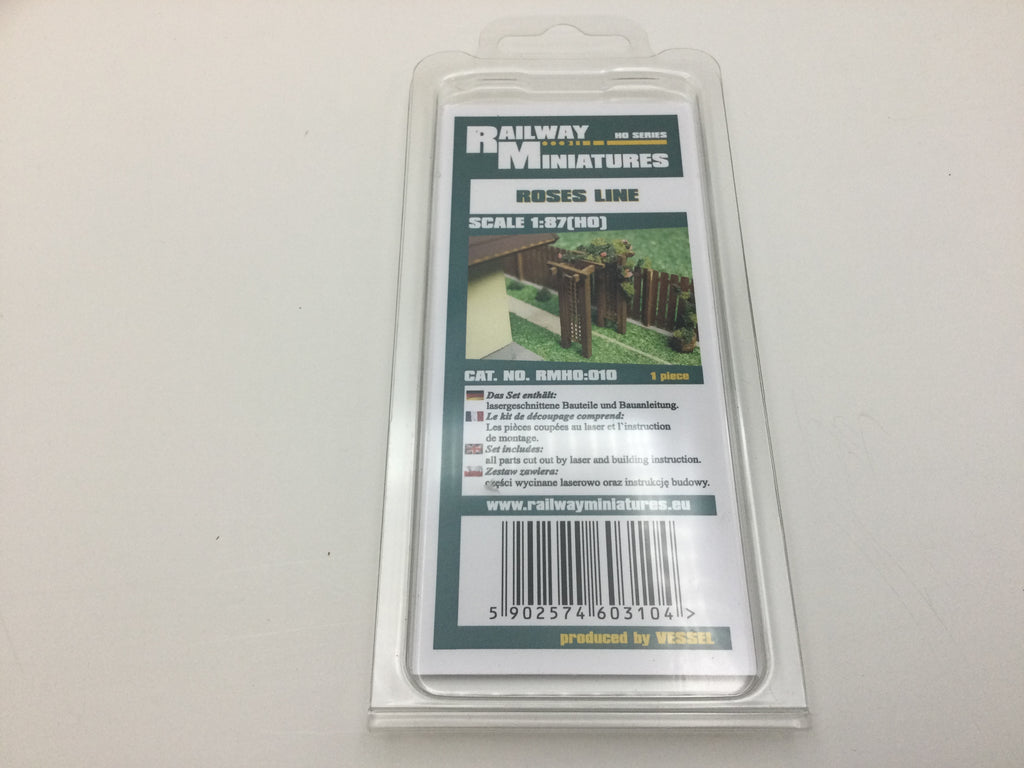 RAILWAY
HO SERIES
MINIATURES
ROSES LINE
SCALE 1:87(HO)
CAT. NO. RMHO:010
1 piece
Das Set enthält:
lasergeschnittene Bauteile und Bauanleitung.
Le kit de découpage comprend:
Les pièces coupées au laser et l'instruction
de montage.
Set includes:
all parts cut out by laser and building instruction.
Zestaw zawiera:
części wycinane laserowo oraz instrukcję budowy.
www.railwayminiatures.eu
5 902574 603104 >
produced by VESSEL